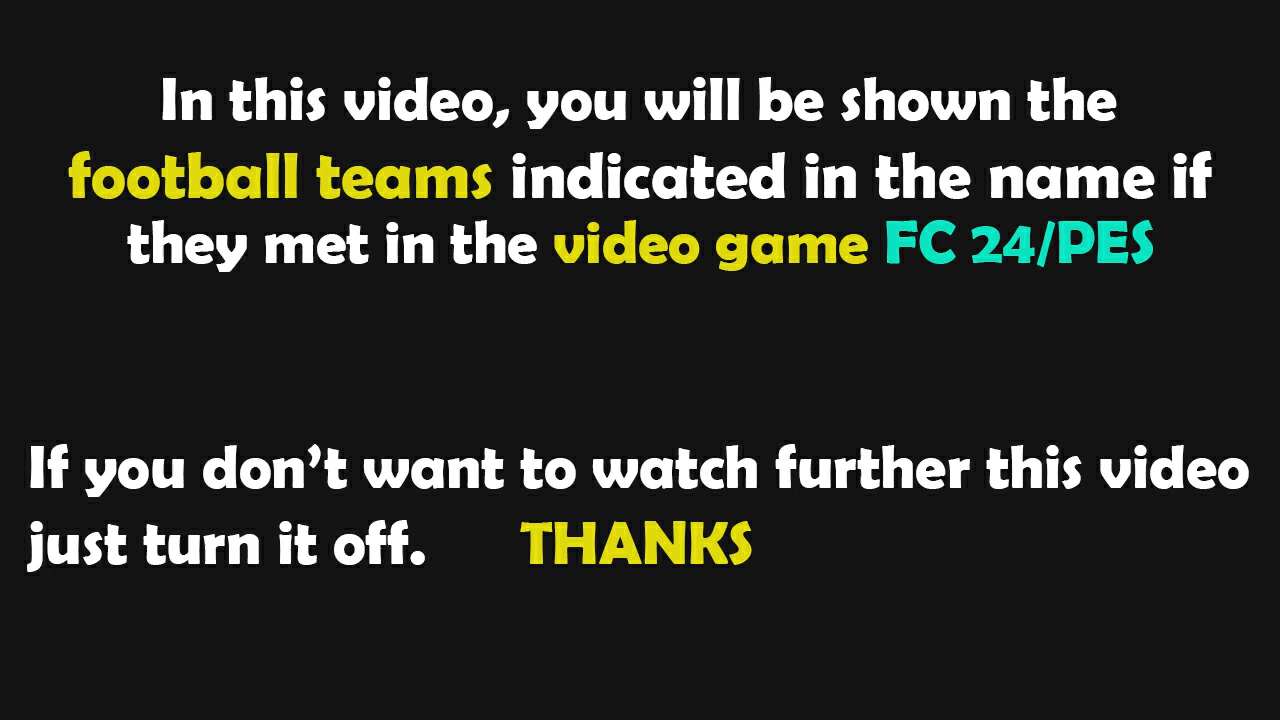 In this video, you will be shown the
football teams indicated in the name if
they met in the video game FC 24/PES
If you don’t want to watch further this video
just turn it off. THANKS